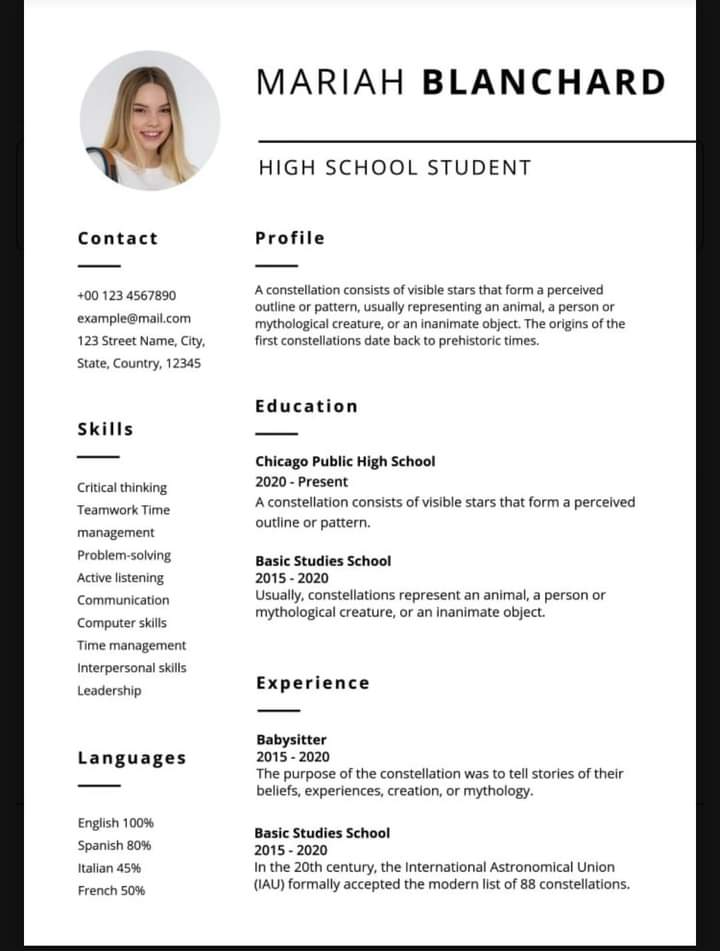 MARIAH BLANCHARD
HIGH SCHOOL STUDENT
Contact
+00 123 4567890
example@mail.com
123 Street Name, City,
State, Country, 12345
Skills
Critical thinking
Teamwork Time
management
Problem-solving
Active listening
Communication
Computer skills
Time management
Interpersonal skills
Leadership
Languages
English 100%
Spanish 80%
Italian 45%
French 50%
Profile
A constellation consists of visible stars that form a perceived
outline or pattern, usually representing an animal, a person or
mythological creature, or an inanimate object. The origins of the
first constellations date back to prehistoric times.
Education
Chicago Public High School
2020 - Present
A constellation consists of visible stars that form a perceived
outline or pattern.
Basic Studies School
2015 - 2020
Usually, constellations represent an animal, a person or
mythological creature, or an inanimate object.
Experience
Babysitter
2015 - 2020
The purpose of the constellation was to tell stories of their
beliefs, experiences, creation, or mythology.
Basic Studies School
2015 - 2020
In the 20th century, the International Astronomical Union
(IAU) formally accepted the modern list of 88 constellations.